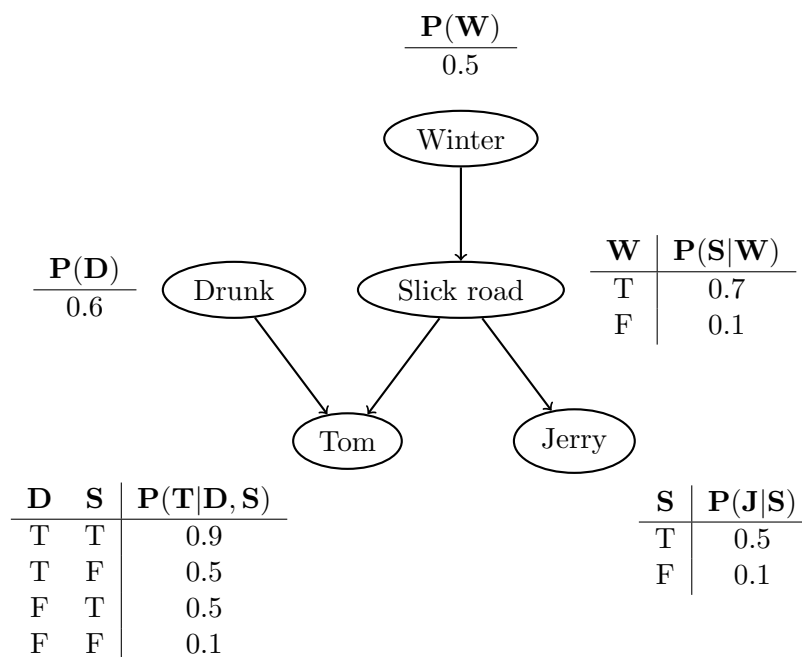 P(W)
0.5
Winter
P(D)
0.6
Drunk
Slick road
W P(S|W)
T 0.7
F 0.1
Tom
Jerry
D S P(T|D, S)
T T 0.9
T F 0.5
F T 0.5
F F 0.1
S P(J|S)
T 0.5
F 0.1